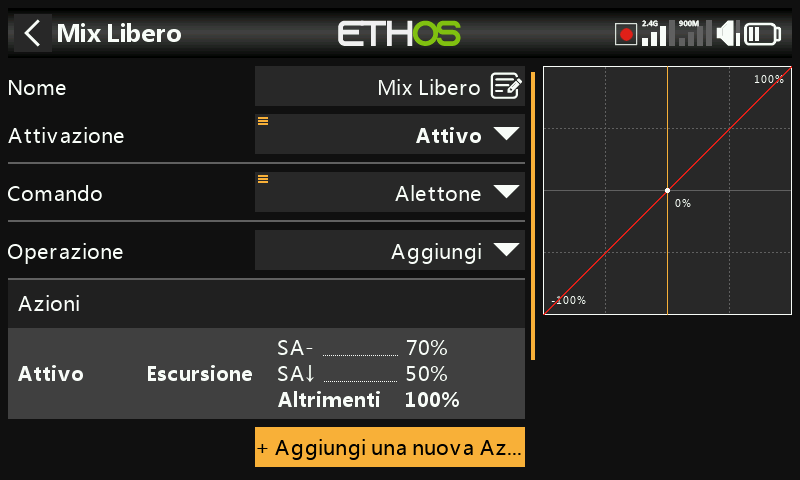 Mix Libero
ETHOS
2.4G
900M
Nome
Mix Libero
Attivazione
Attivo
Comando
Alettone
Operazione
Aggiungi
Azioni
Attivo
Escursione
SA- 70%
SA↓ 50%
Altrimenti 100%
+ Aggiungi una nuova Az...
100%
0%
-100%